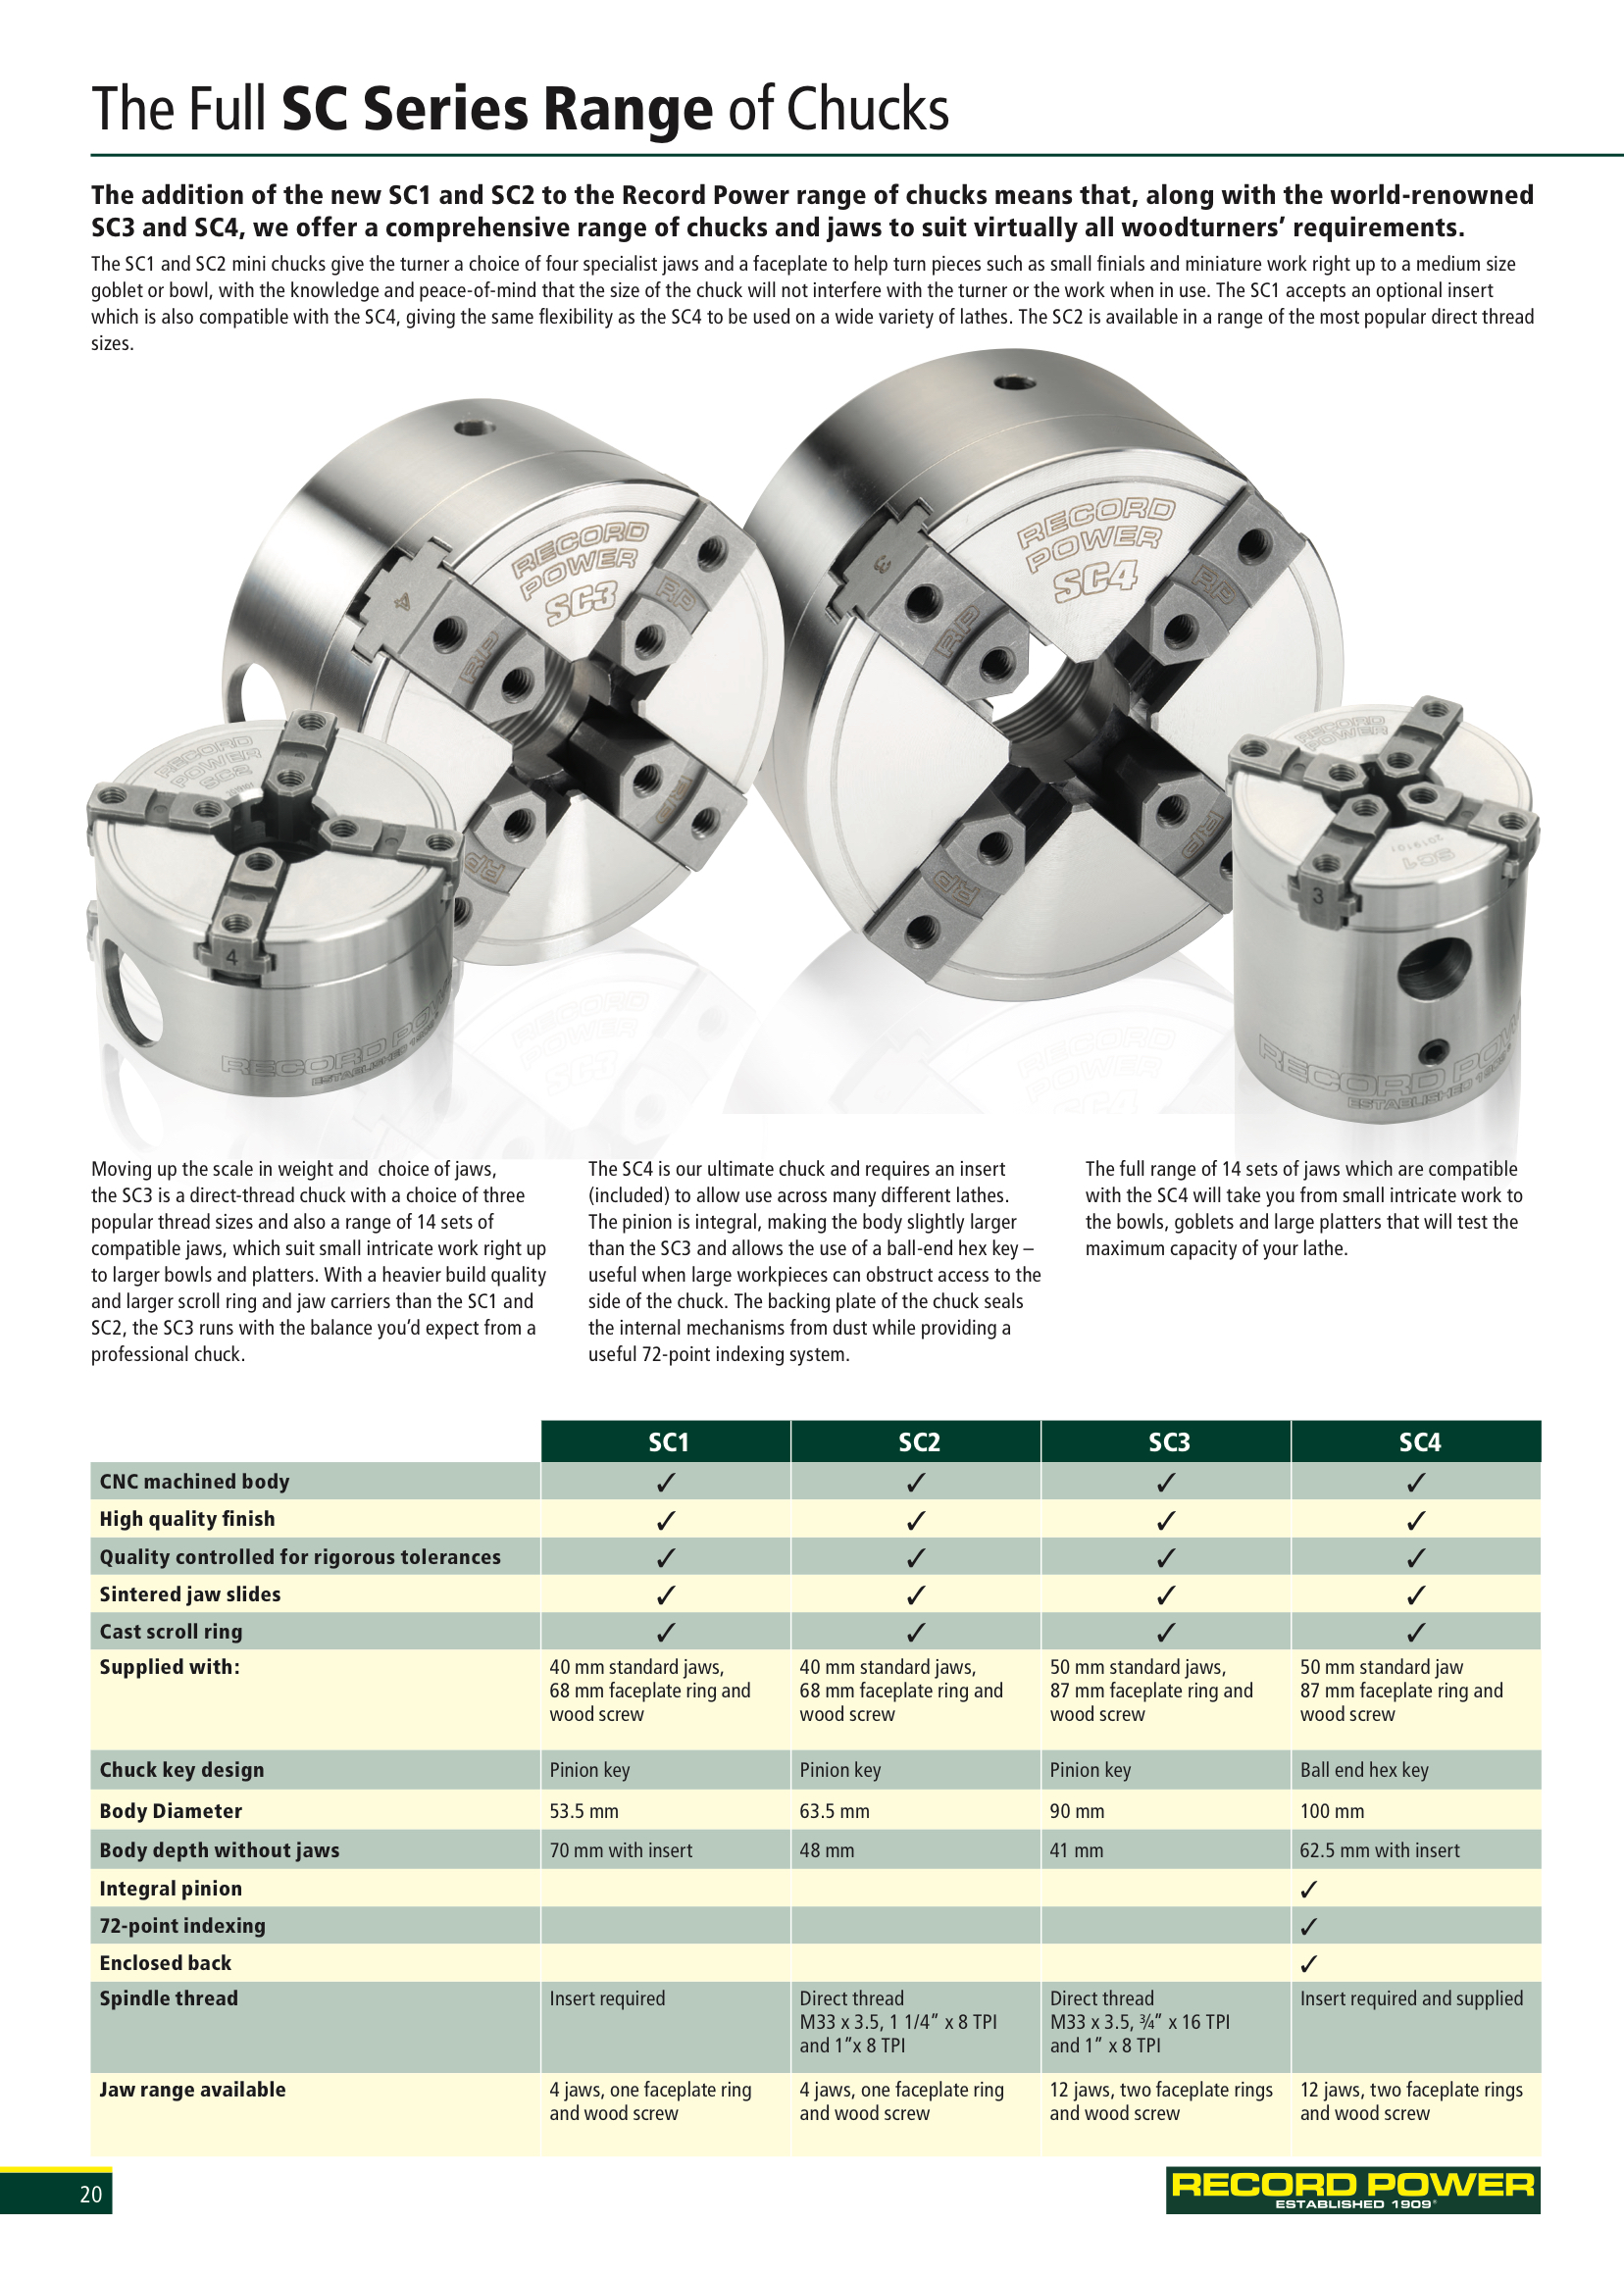 The Full SC Series Range of Chucks
The addition of the new SC1 and SC2 to the Record Power range of chucks means that, along with the world-renowned
SC3 and SC4, we offer a comprehensive range of chucks and jaws to suit virtually all woodturners’ requirements.
The SC1 and SC2 mini chucks give the turner a choice of four specialist jaws and a faceplate to help turn pieces such as small finials and miniature work right up to a medium size
goblet or bowl, with the knowledge and peace-of-mind that the size of the chuck will not interfere with the turner or the work when in use. The SC1 accepts an optional insert
which is also compatible with the SC4, giving the same flexibility as the SC4 to be used on a wide variety of lathes. The SC2 is available in a range of the most popular direct thread
sizes.
RECORD
POWER
SC3
4
RP
RP
RP
RP
RECORD
POWER
SC4
3
RP
RP
RP
RP
RECORD
POWER
SC2
4
RECORD POW
ESTABLISHED 190
RECORD
POWER
SC1
2019101
3
RECORD POW
ESTABLISHED 190
Moving up the scale in weight and choice of jaws,
the SC3 is a direct-thread chuck with a choice of three
popular thread sizes and also a range of 14 sets of
compatible jaws, which suit small intricate work right up
to larger bowls and platters. With a heavier build quality
and larger scroll ring and jaw carriers than the SC1 and
SC2, the SC3 runs with the balance you’d expect from a
professional chuck.
The SC4 is our ultimate chuck and requires an insert
(included) to allow use across many different lathes.
The pinion is integral, making the body slightly larger
than the SC3 and allows the use of a ball-end hex key –
useful when large workpieces can obstruct access to the
side of the chuck. The backing plate of the chuck seals
the internal mechanisms from dust while providing a
useful 72-point indexing system.
The full range of 14 sets of jaws which are compatible
with the SC4 will take you from small intricate work to
the bowls, goblets and large platters that will test the
maximum capacity of your lathe.
SC1 SC2 SC3 SC4
CNC machined body ✓ ✓ ✓ ✓
High quality finish ✓ ✓ ✓ ✓
Quality controlled for rigorous tolerances ✓ ✓ ✓ ✓
Sintered jaw slides ✓ ✓ ✓ ✓
Cast scroll ring ✓ ✓ ✓ ✓
Supplied with: 40 mm standard jaws, 40 mm standard jaws, 50 mm standard jaws, 50 mm standard jaw
68 mm faceplate ring and 68 mm faceplate ring and 87 mm faceplate ring and 87 mm faceplate ring and
wood screw wood screw wood screw wood screw
Chuck key design Pinion key Pinion key Pinion key Ball end hex key
Body Diameter 53.5 mm 63.5 mm 90 mm 100 mm
Body depth without jaws 70 mm with insert 48 mm 41 mm 62.5 mm with insert
Integral pinion ✓
72-point indexing ✓
Enclosed back ✓
Spindle thread Insert required Direct thread Direct thread Insert required and supplied
M33 x 3.5, 1 1/4” x 8 TPI M33 x 3.5, ¾” x 16 TPI
and 1”x 8 TPI and 1” x 8 TPI
Jaw range available 4 jaws, one faceplate ring 4 jaws, one faceplate ring 12 jaws, two faceplate rings 12 jaws, two faceplate rings
and wood screw and wood screw and wood screw and wood screw
20
RECORD POWER
ESTABLISHED 1909®